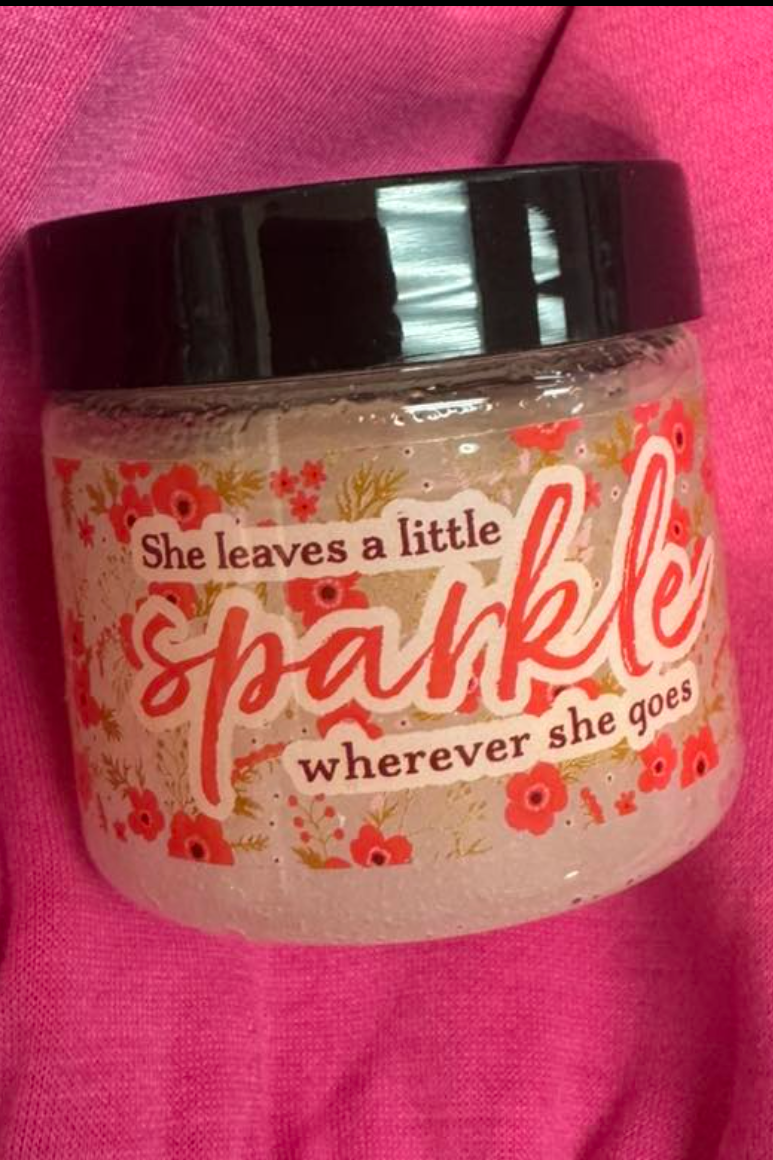 She leaves a little
sparkle
wherever she goes